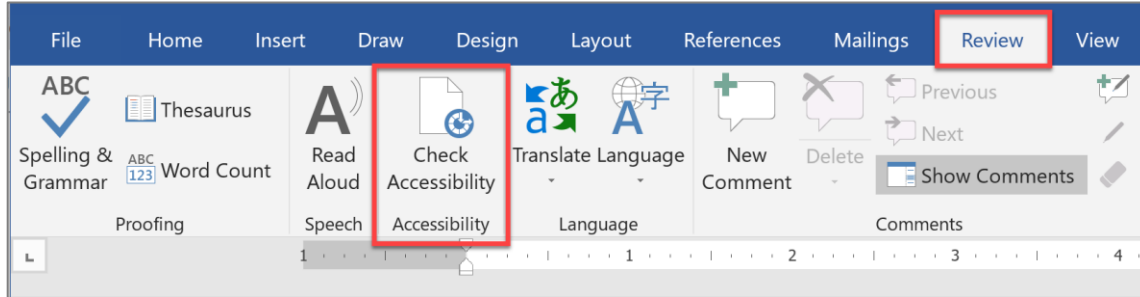 File Home Insert Draw Design Layout References Mailings Review View
ABC
Spelling &
Grammar
Thesaurus
ABC
123 Word Count
Proofing
A
Read
Aloud
Speech
Check
Accessibility
Accessibility
あ
a
Translate
字
A
Language
Language
New
Comment
Delete
Previous
Next
Show Comments
Comments
L
1 1 2 3 4